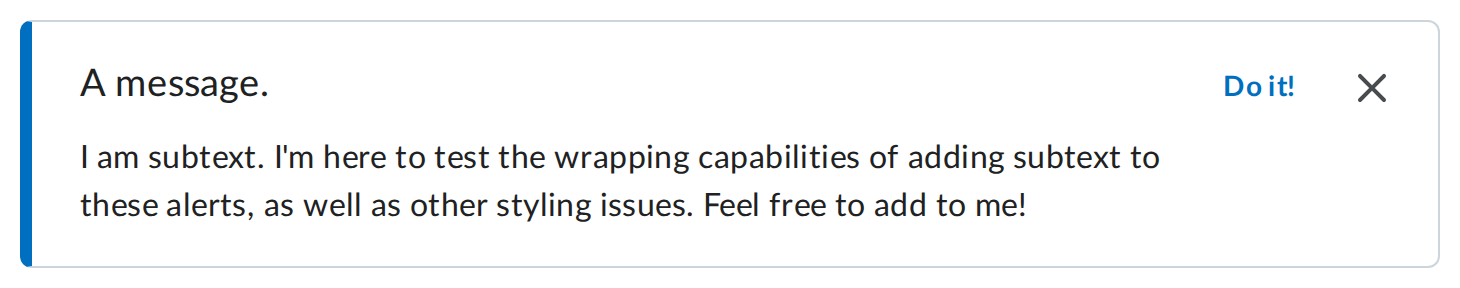 A message.
Do it!
I am subtext. I'm here to test the wrapping capabilities of adding subtext to
these alerts, as well as other styling issues. Feel free to add to me!